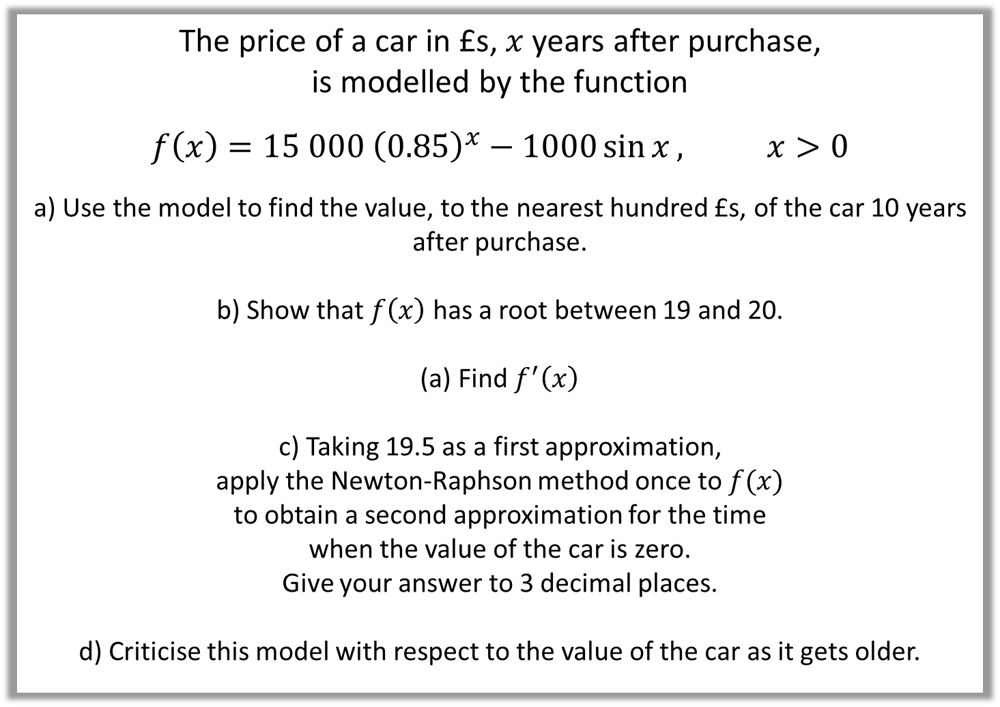 The price of a car in £s, 𝑥 years after purchase,
is modelled by the function
𝑓(𝑥) = 15 000 (0.85)ˣ − 1000 sin 𝑥 , 𝑥 > 0
a) Use the model to find the value, to the nearest hundred £s, of the car 10 years
after purchase.
b) Show that 𝑓(𝑥) has a root between 19 and 20.
(a) Find 𝑓′(𝑥)
c) Taking 19.5 as a first approximation,
apply the Newton-Raphson method once to 𝑓(𝑥)
to obtain a second approximation for the time
when the value of the car is zero.
Give your answer to 3 decimal places.
d) Criticise this model with respect to the value of the car as it gets older.